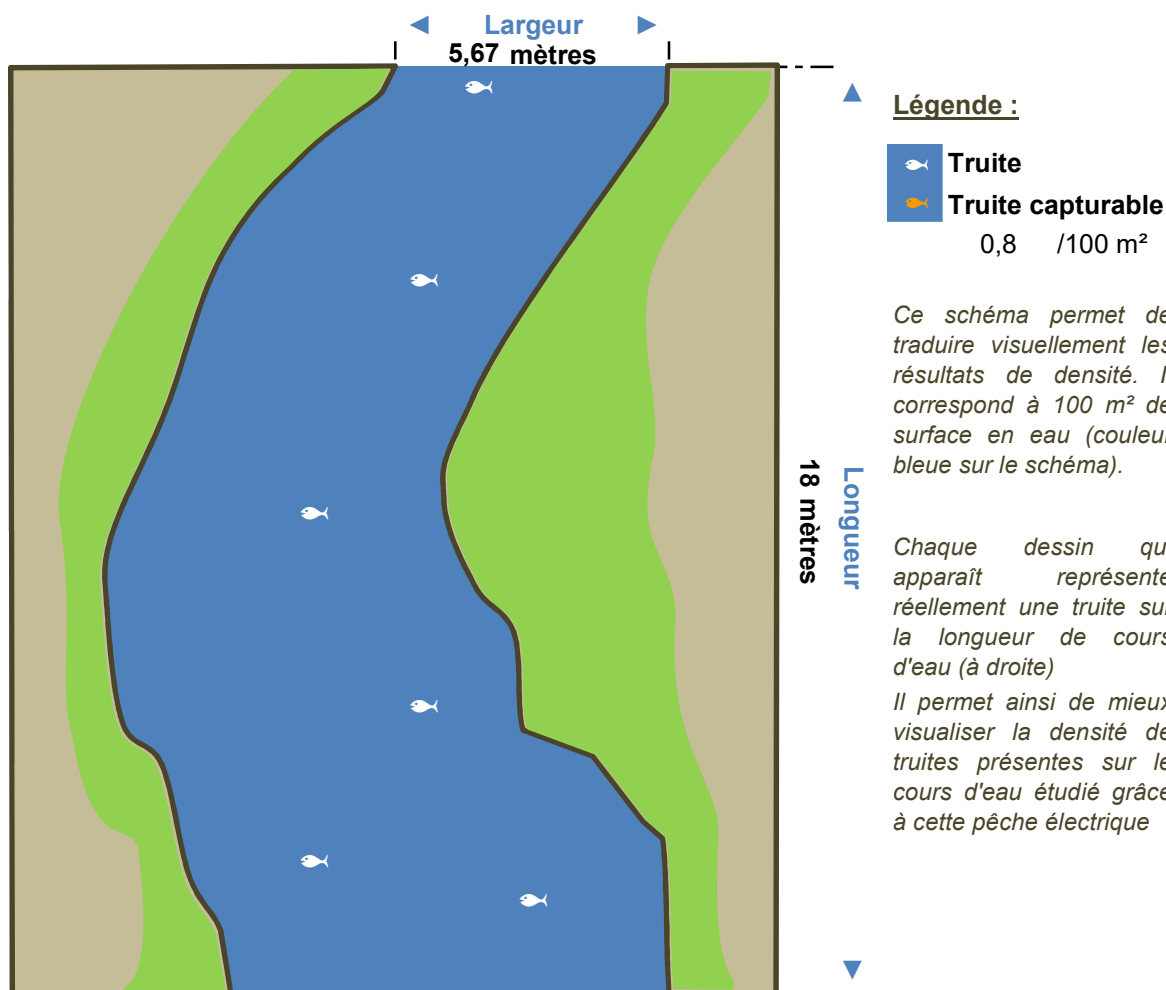 Largeur
5,67 mètres
Légende :
Truite
Truite capturable
0,8 /100 m²
Ce schéma permet de
traduire visuellement les
résultats de densité. I
correspond à 100 m² de
surface en eau (couleur
bleue sur le schéma).
Longueur
18 mètres
Chaque dessin qu
apparaît représente
réellement une truite sur
la longueur de cours
d'eau (à droite)
Il permet ainsi de mieux
visualiser la densité de
truites présentes sur le
cours d'eau étudié grâce
à cette pêche électrique